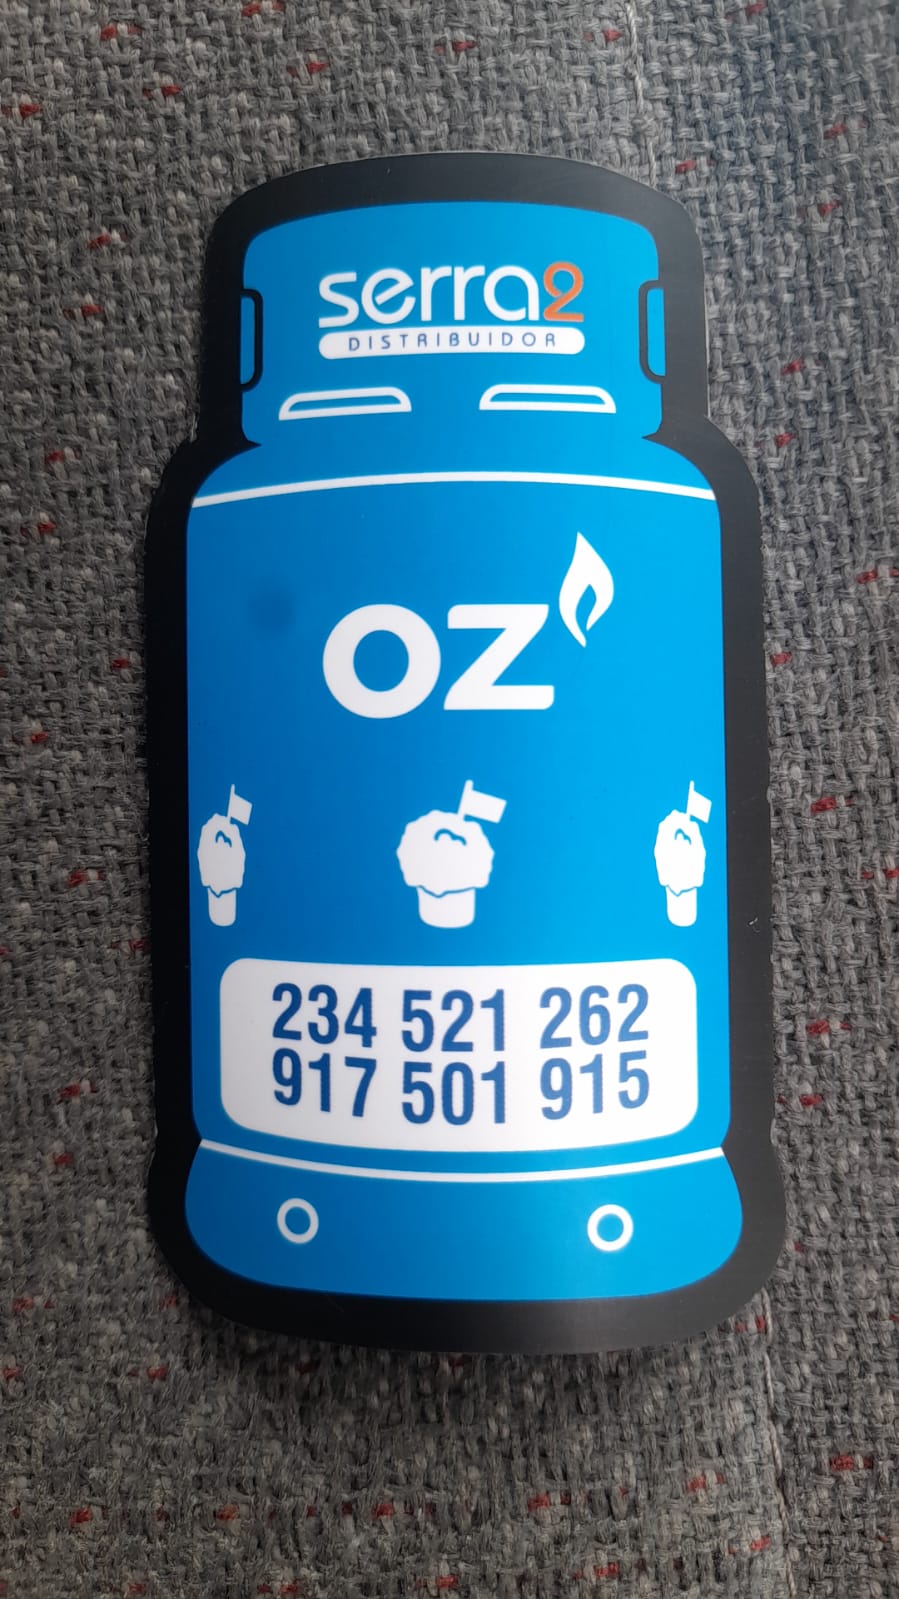 serra2
DISTRIBUIDOR
oz
234 521 262
917 501 915